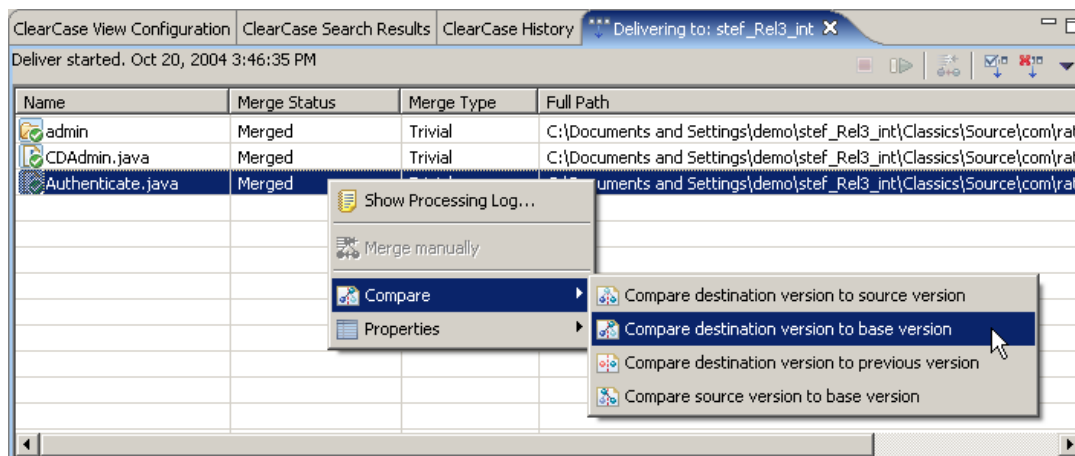 ClearCase View Configuration ClearCase Search Results ClearCase History Delivering to: stef_Rel3_int
Deliver started. Oct 20, 2004 3:46:35 PM
Name Merge Status Merge Type Full Path
admin Merged Trivial C:\Documents and Settings\demo\stef_Rel3_int\Classics\Source\com\rat
CDAdmin.java Merged Trivial C:\Documents and Settings\demo\stef_Rel3_int\Classics\Source\com\rat
Authenticate.java Merged uments and Settings\demo\stef_Rel3_int\Classics\Source\com\rat
Show Processing Log...
Merge manually
Compare
Properties
Compare destination version to source version
Compare destination version to base version
Compare destination version to previous version
Compare source version to base version